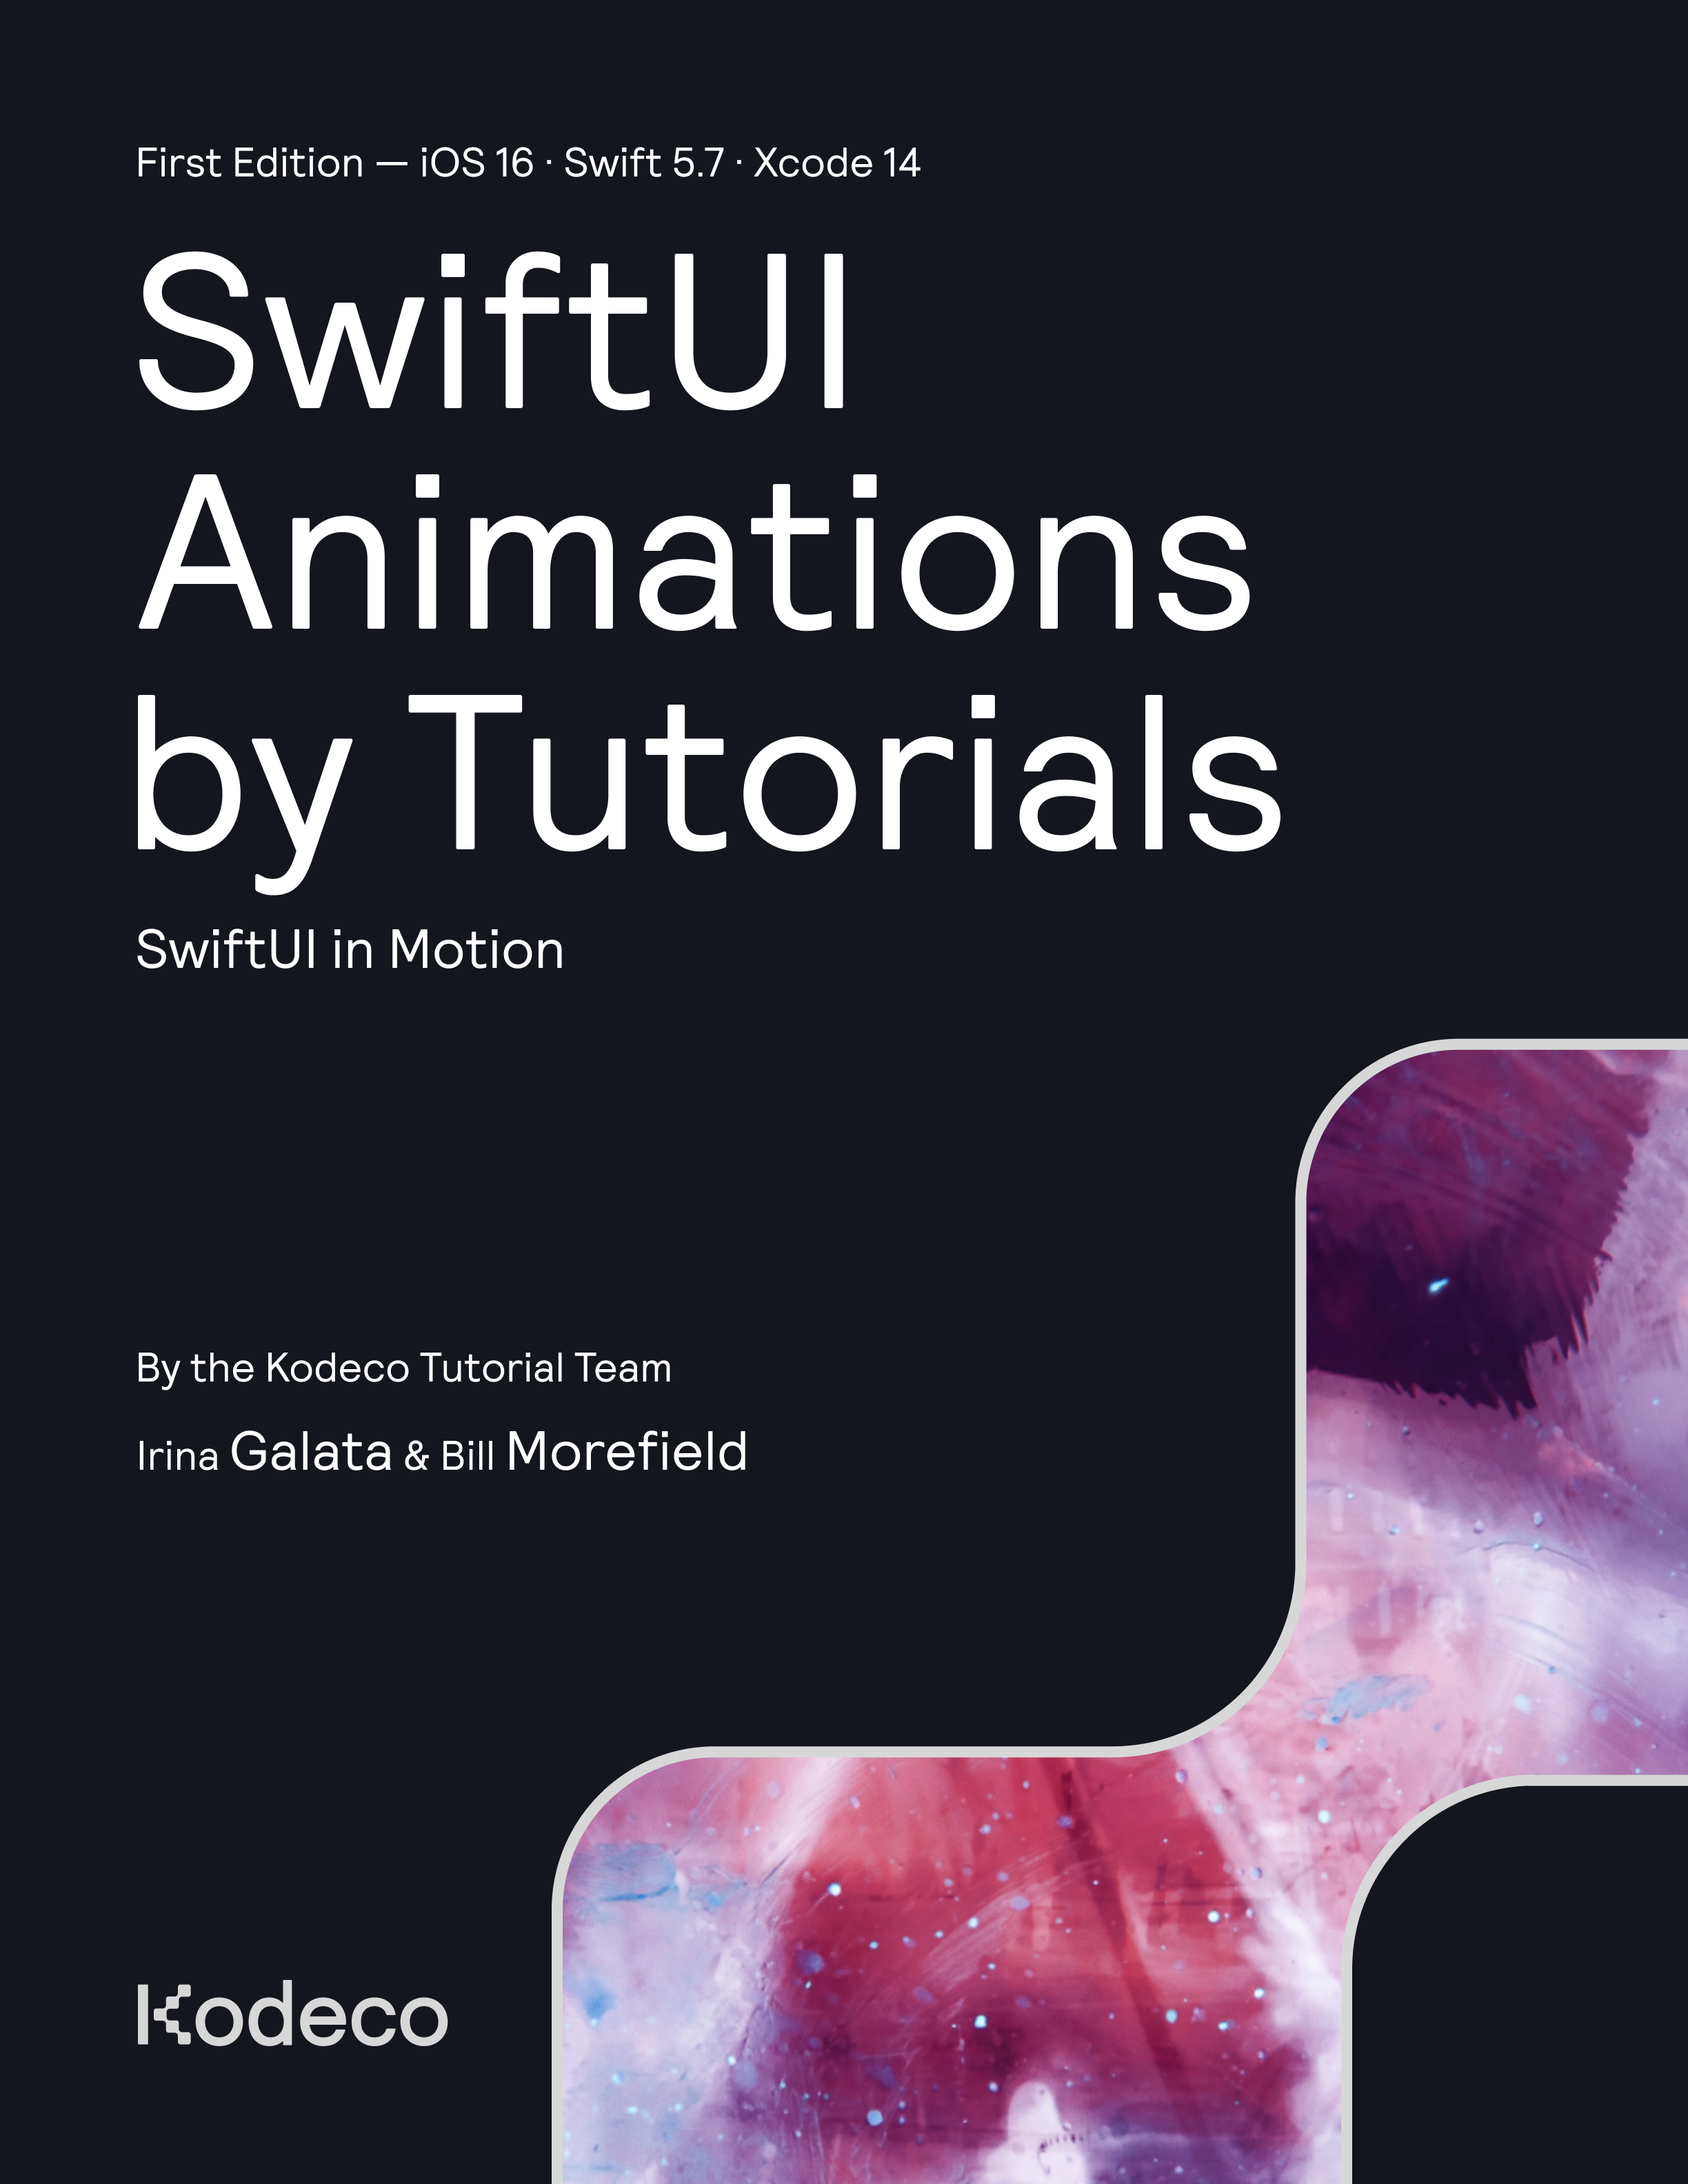 First Edition — iOS 16 · Swift 5.7 · Xcode 14
SwiftUI
Animations
by Tutorials
SwiftUI in Motion
By the Kodeco Tutorial Team
Irina Galata & Bill Morefield
Kodeco